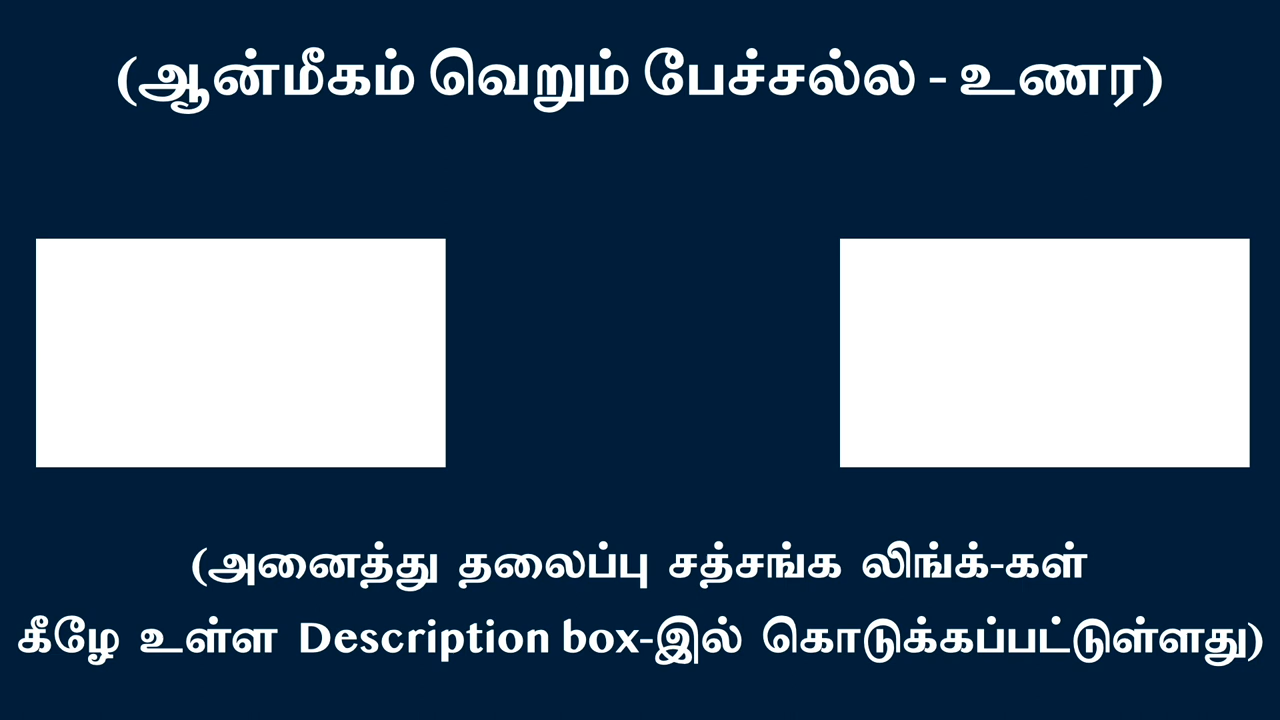 (ஆன்மீகம் வெறும் பேச்சல்ல - உணர)
(அனைத்து தலைப்பு சத்சங்க லிங்க்-கள்
கீழே உள்ள Description box-இல் கொடுக்கப்பட்டுள்ளது)